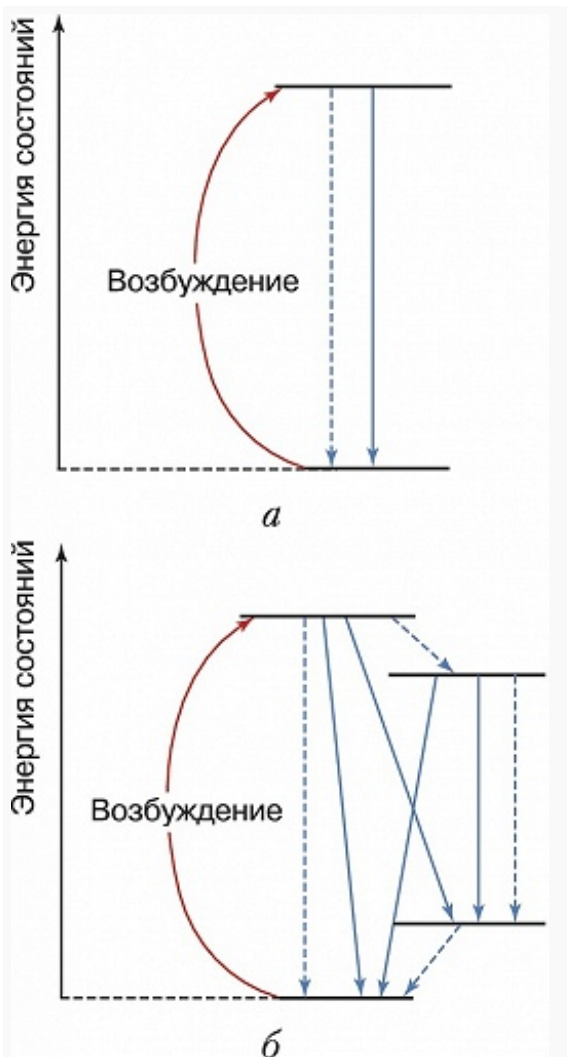 Энергия состояний
Возбуждение
а
Энергия состояний
Возбуждение
б